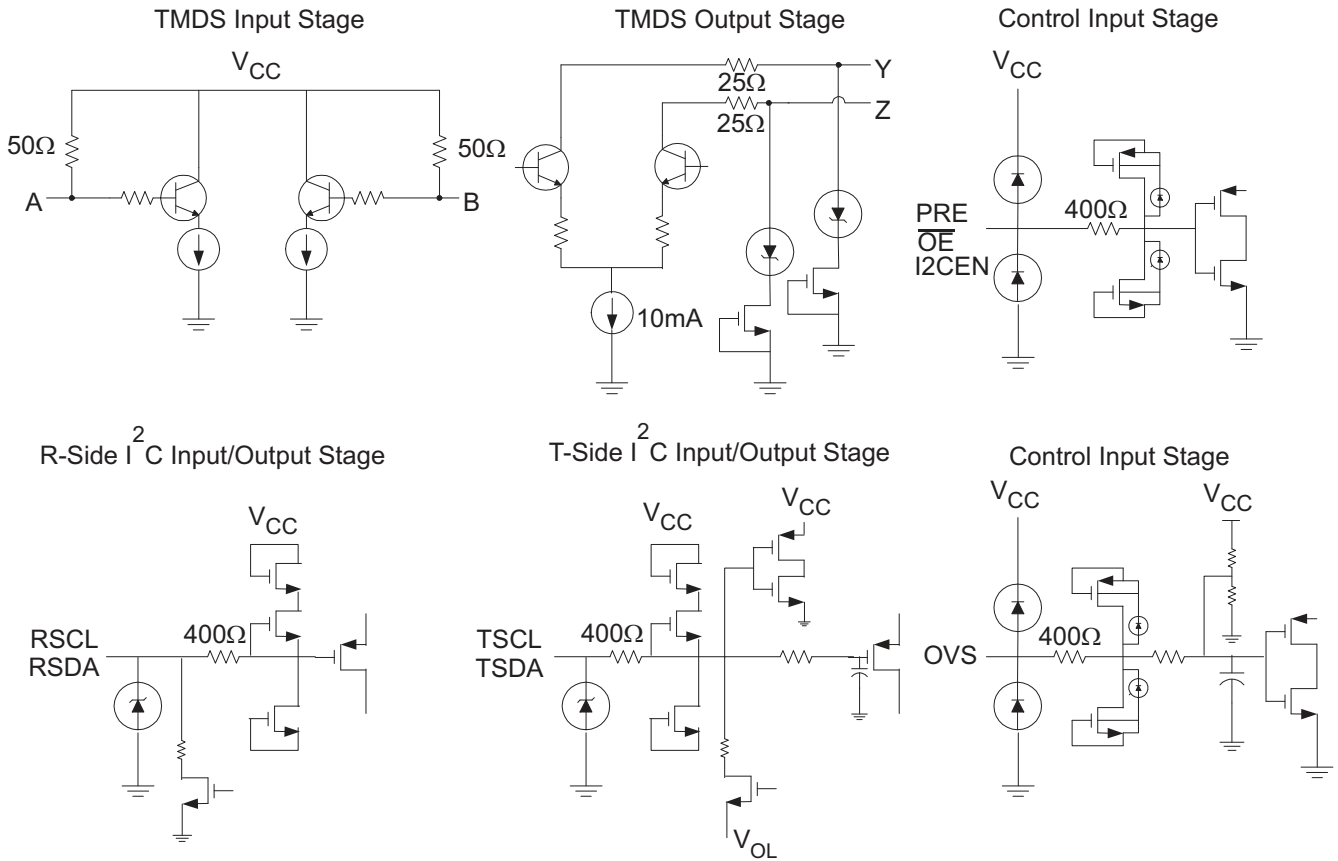 TMDS Input Stage
VCC
50Ω
50Ω
A
B
TMDS Output Stage
Y
25Ω
Z
25Ω
10mA
Control Input Stage
VCC
400Ω
PRE
OE
I2CEN
R-Side I2C Input/Output Stage
VCC
400Ω
RSCL
RSDA
T-Side I2C Input/Output Stage
VCC
VCC
400Ω
TSCL
TSDA
VOL
Control Input Stage
VCC
VCC
400Ω
OVS